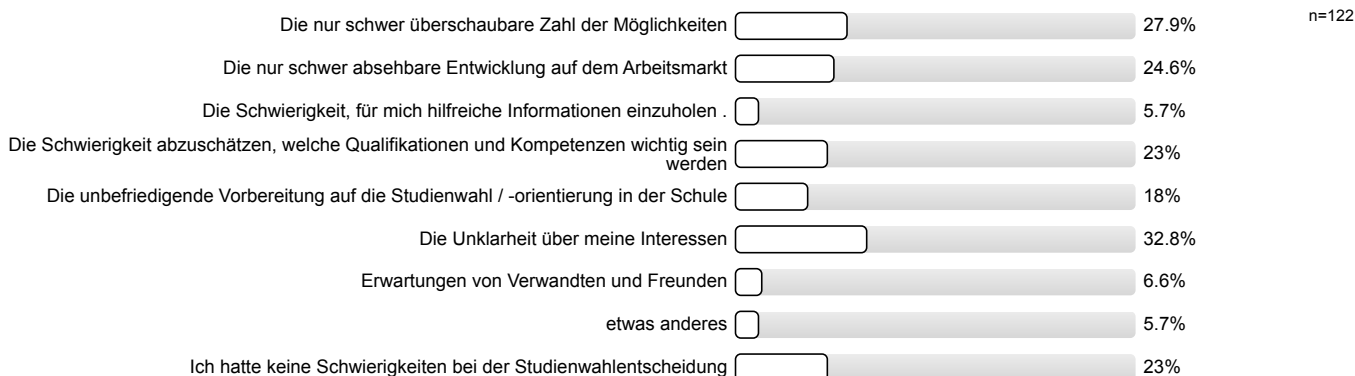 Die nur schwer überschaubare Zahl der Möglichkeiten 27.9% n=122
Die nur schwer absehbare Entwicklung auf dem Arbeitsmarkt 24.6%
Die Schwierigkeit, für mich hilfreiche Informationen einzuholen . 5.7%
Die Schwierigkeit abzuschätzen, welche Qualifikationen und Kompetenzen wichtig sein
werden 23%
Die unbefriedigende Vorbereitung auf die Studienwahl / -orientierung in der Schule 18%
Die Unklarheit über meine Interessen 32.8%
Erwartungen von Verwandten und Freunden 6.6%
etwas anderes 5.7%
Ich hatte keine Schwierigkeiten bei der Studienwahlentscheidung 23%